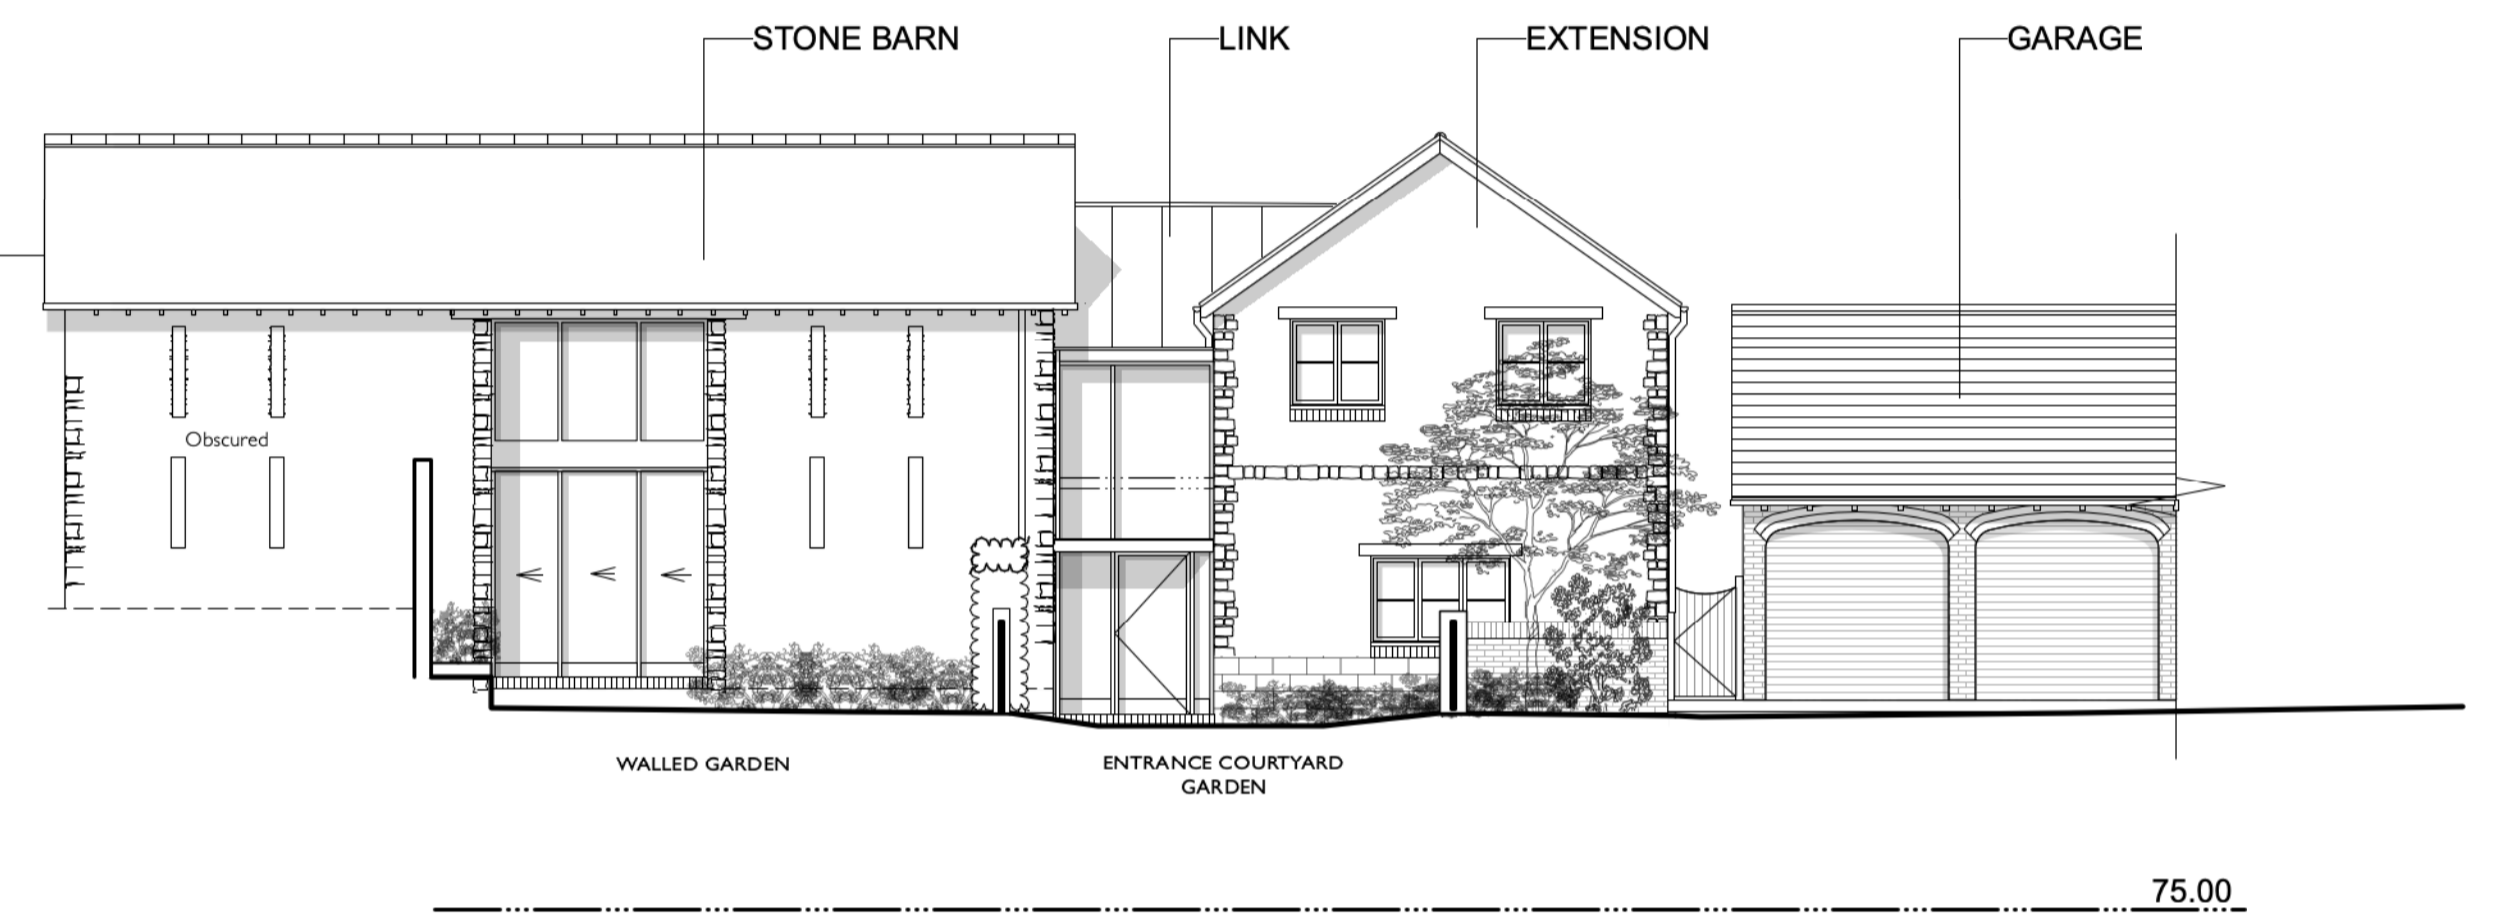 STONE BARN
LINK
EXTENSION
GARAGE
Obscured
WALLED GARDEN
ENTRANCE COURTYARD
GARDEN
75.00